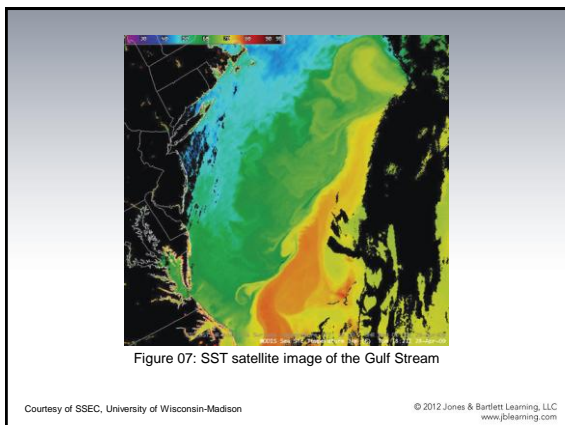 Figure 07: SST satellite image of the Gulf Stream
Courtesy of SSEC, University of Wisconsin-Madison
© 2012 Jones & Bartlett Learning, LLC
www.jblearning.com